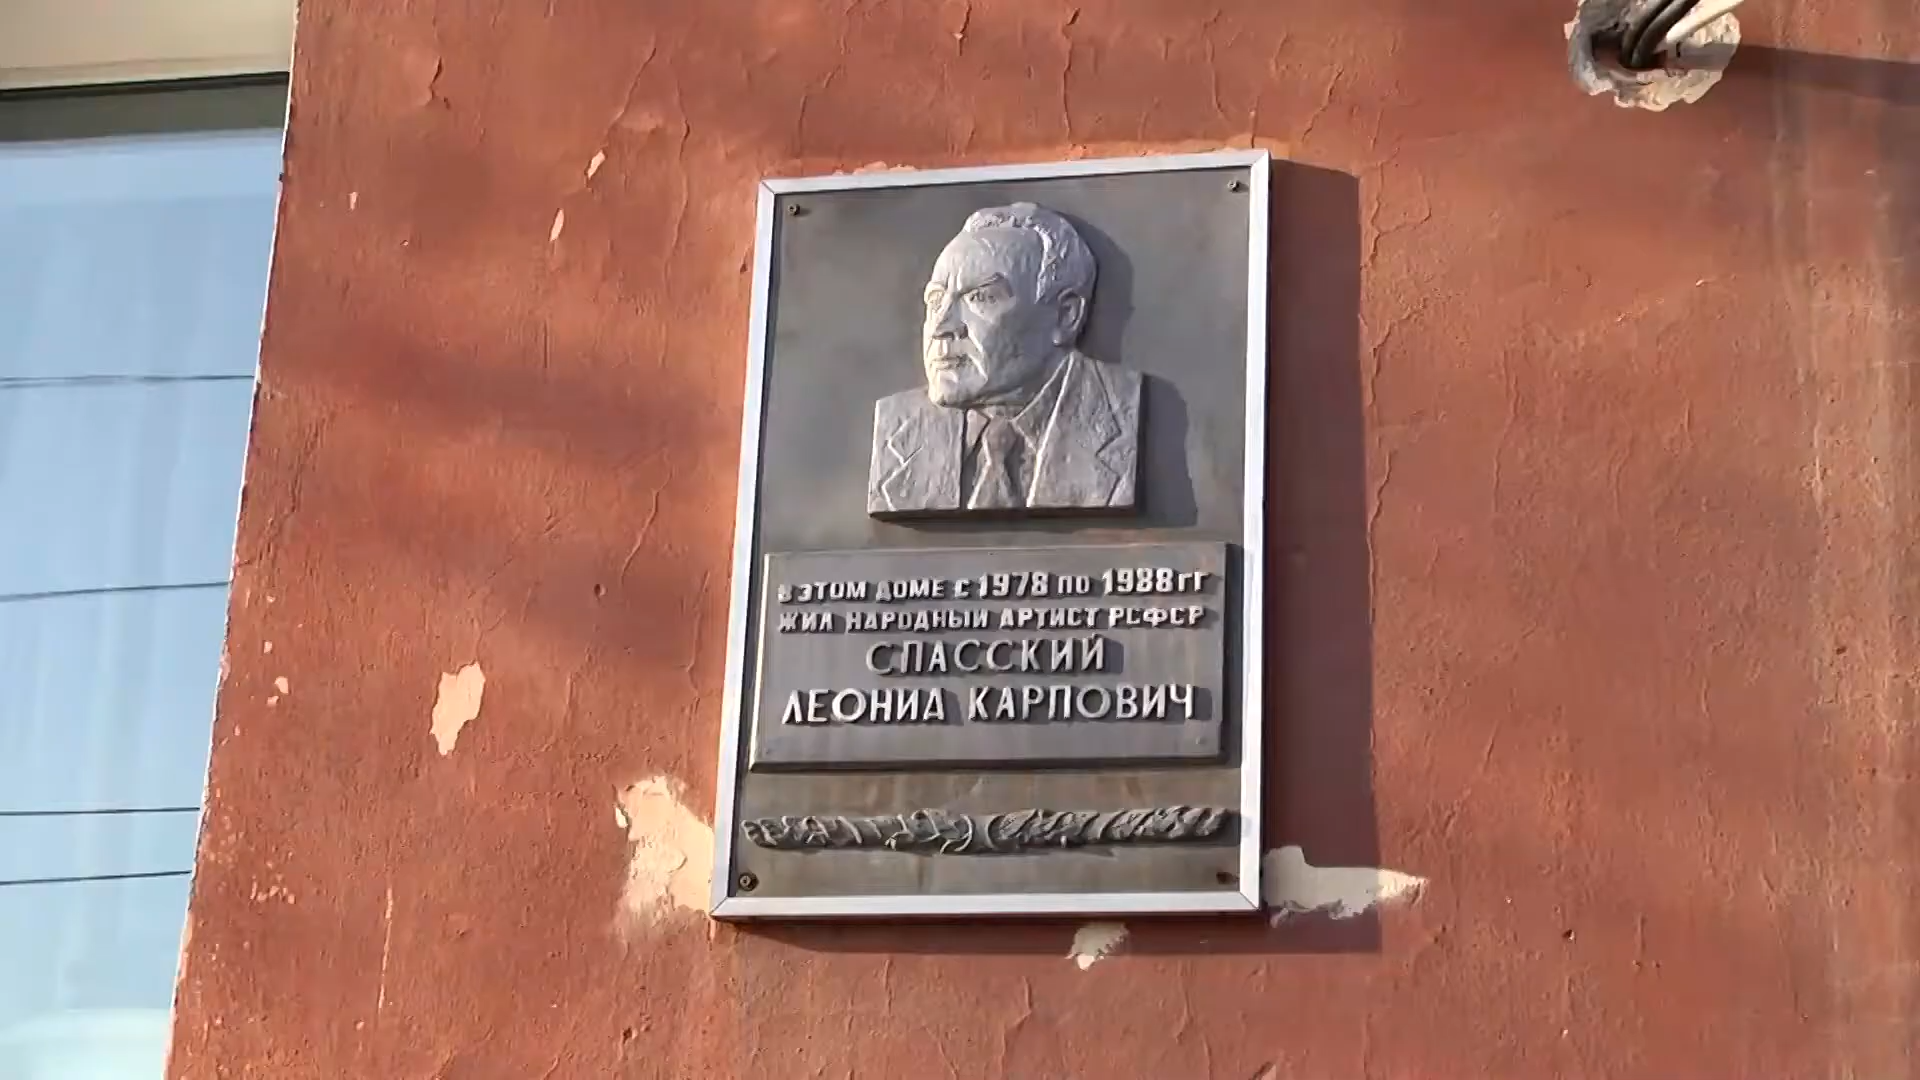 В ЭТОМ ДОМЕ С 1978 ПО 1988 ГГ
ЖИЛ НАРОДНЫЙ АРТИСТ РСФСР
СПАССКИЙ
ЛЕОНИД КАРПОВИЧ